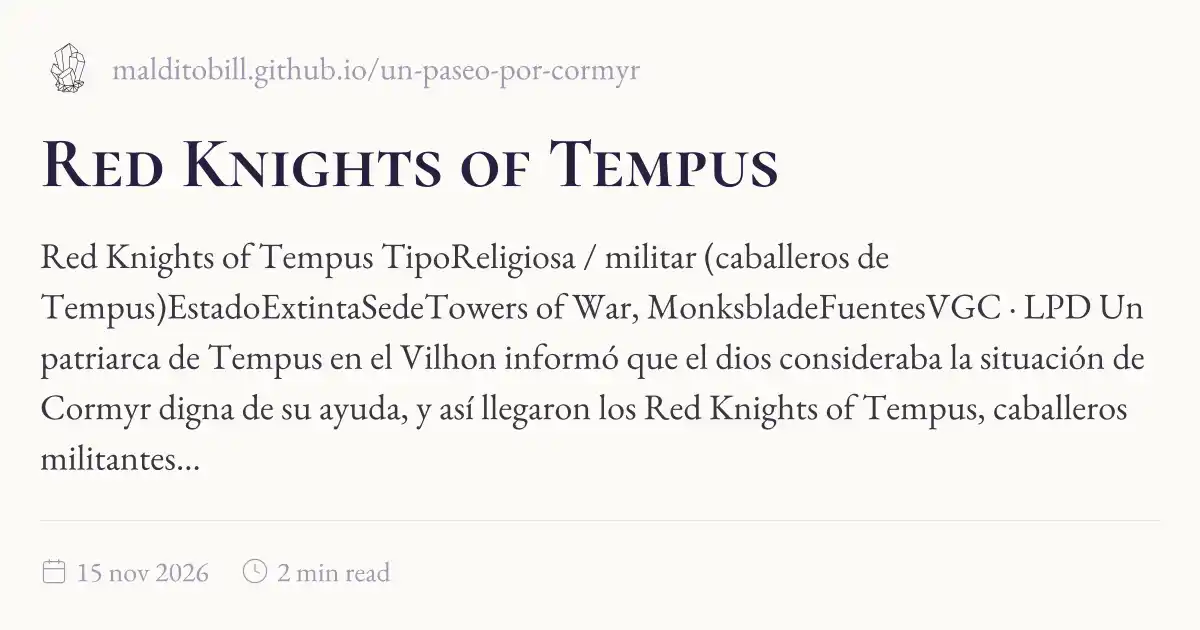 malditobill.github.io/un-paseo-por-cormyr
Red Knights of Tempus
Red Knights of Tempus TipoReligiosa / militar (caballeros de
Tempus)EstadoExtintaSedeTowers of War, MonksbladeFuentesVGC · LPD Un
patriarca de Tempus en el Vilhon informó que el dios consideraba la situación de
Cormyr digna de su ayuda, y así llegaron los Red Knights of Tempus, caballeros
militantes...
15 nov 2026 2 min read